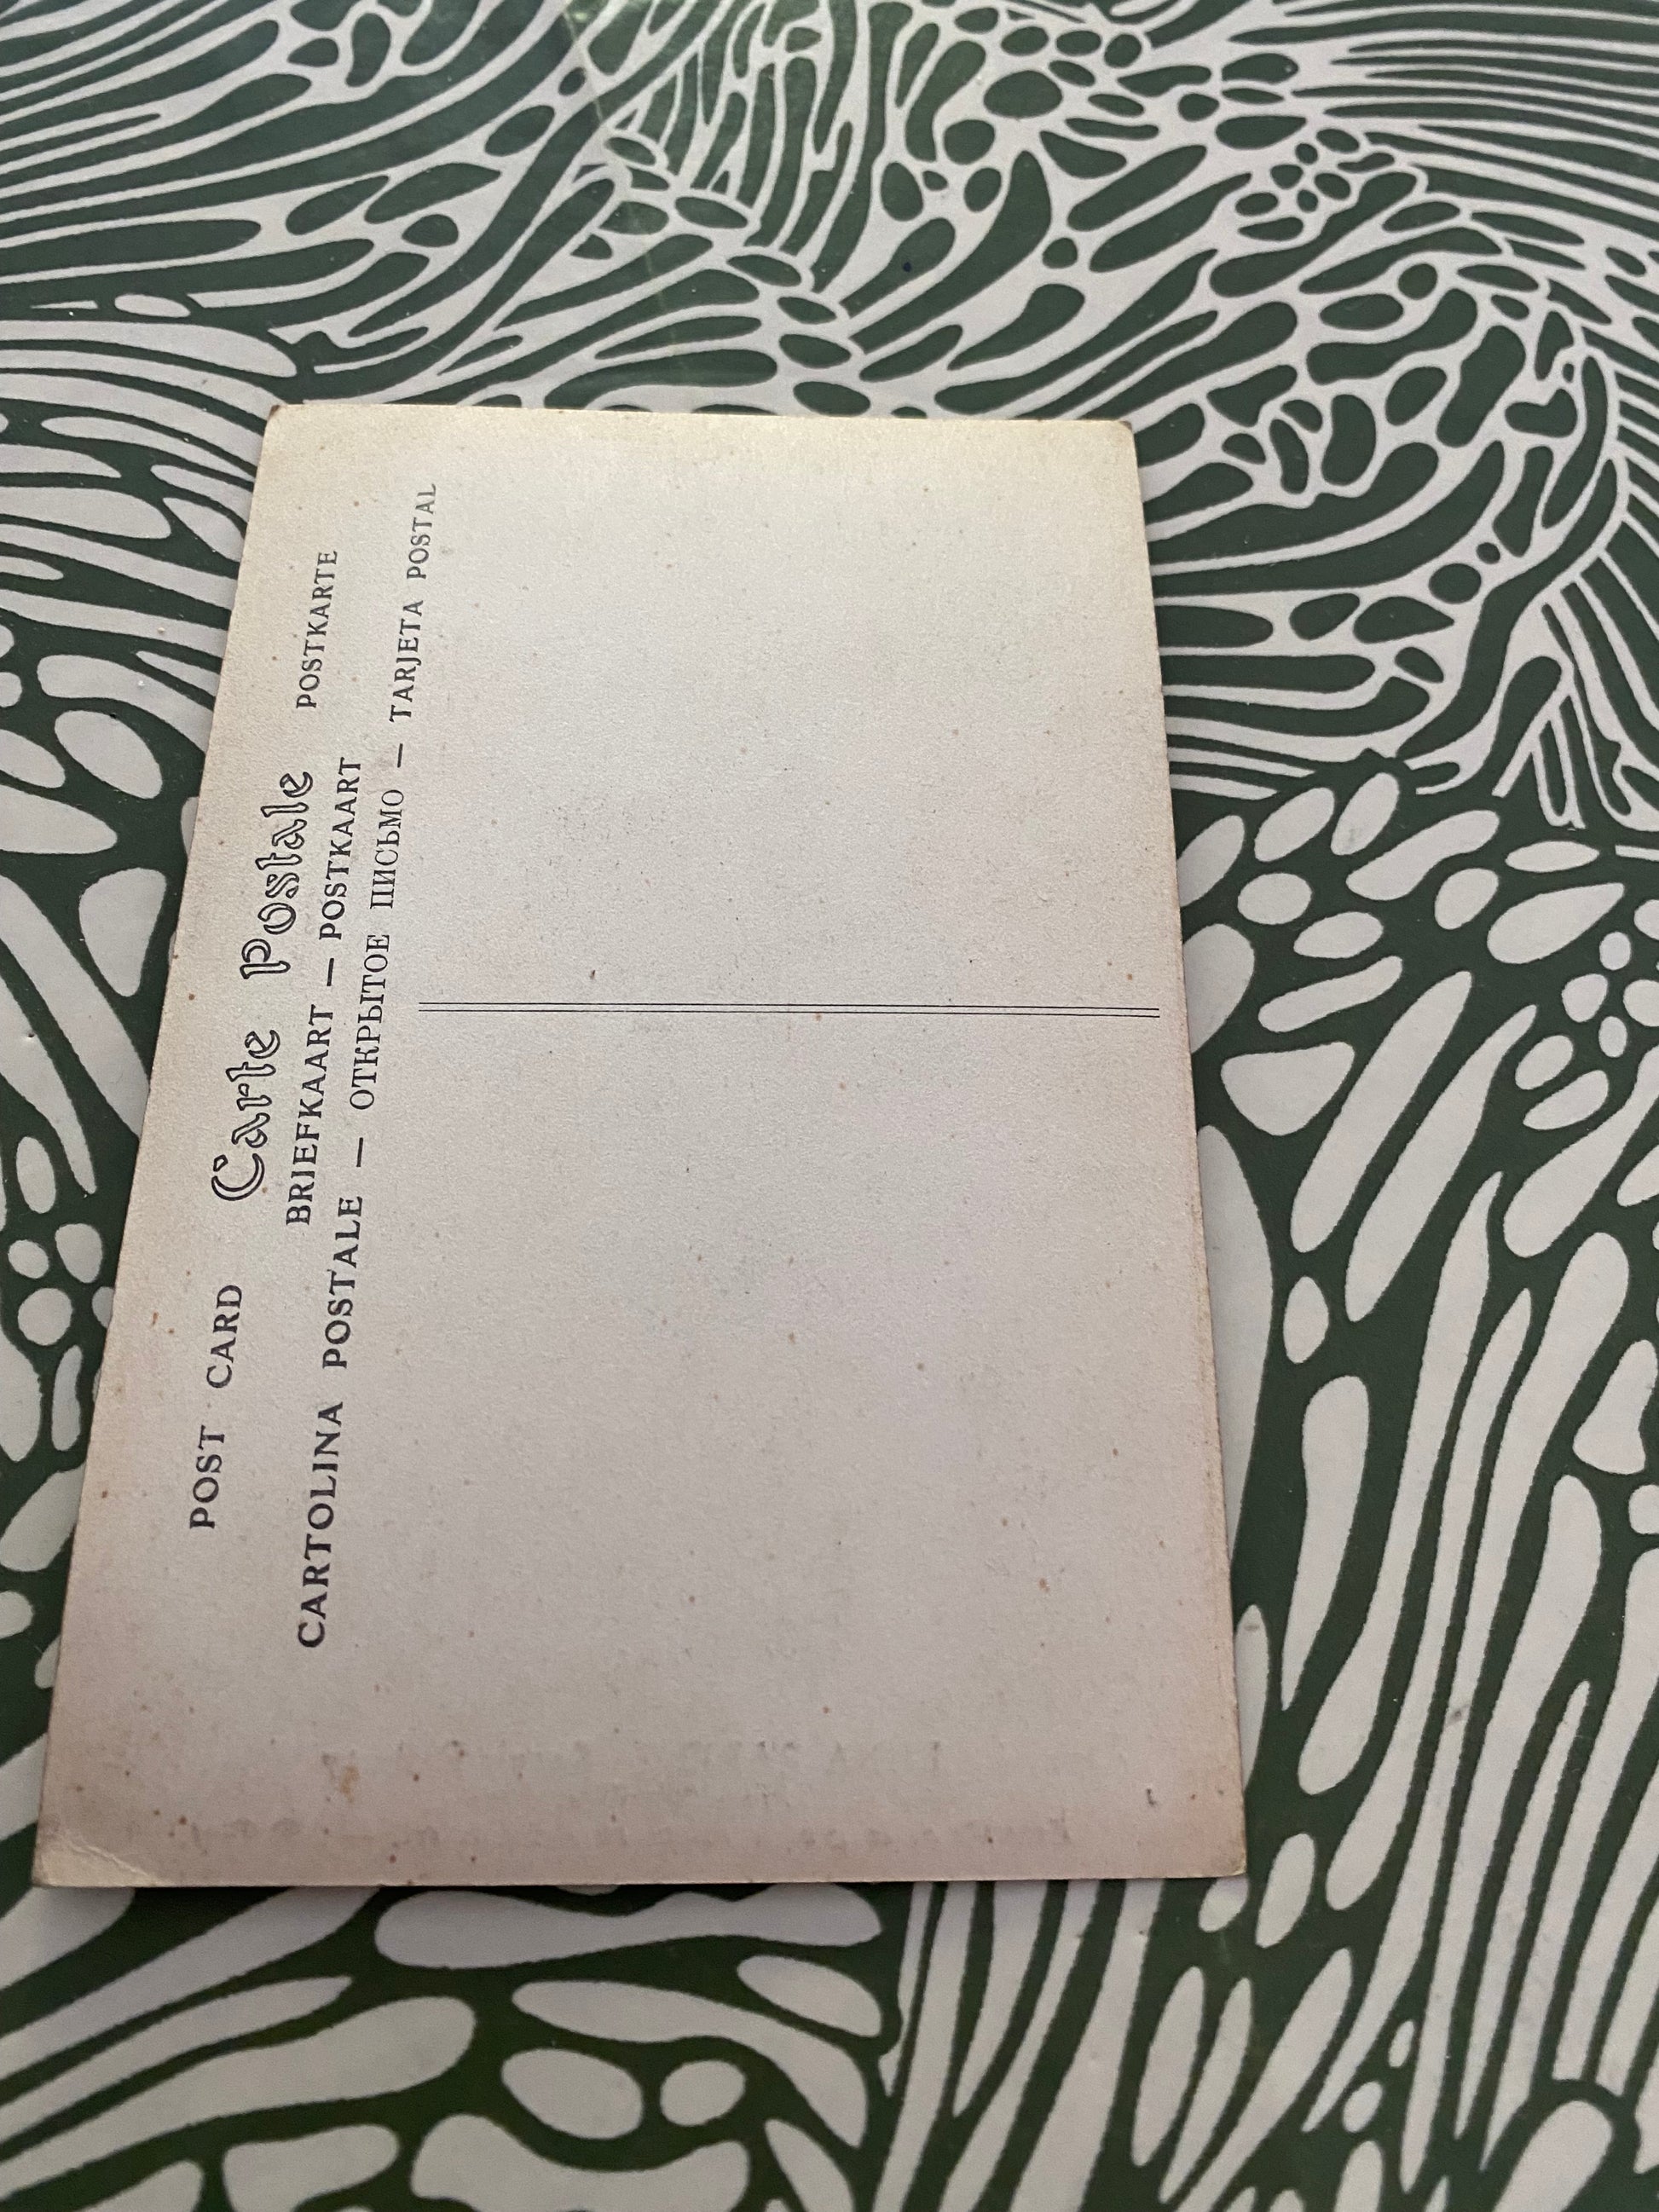 POST CARD Carte Postale POSTKARTE
BRIEFKAART — POSTKAART
CARTOLINA POSTALE — ОТКРЫТОЕ ПИСЬМО — TARJETA POSTAL